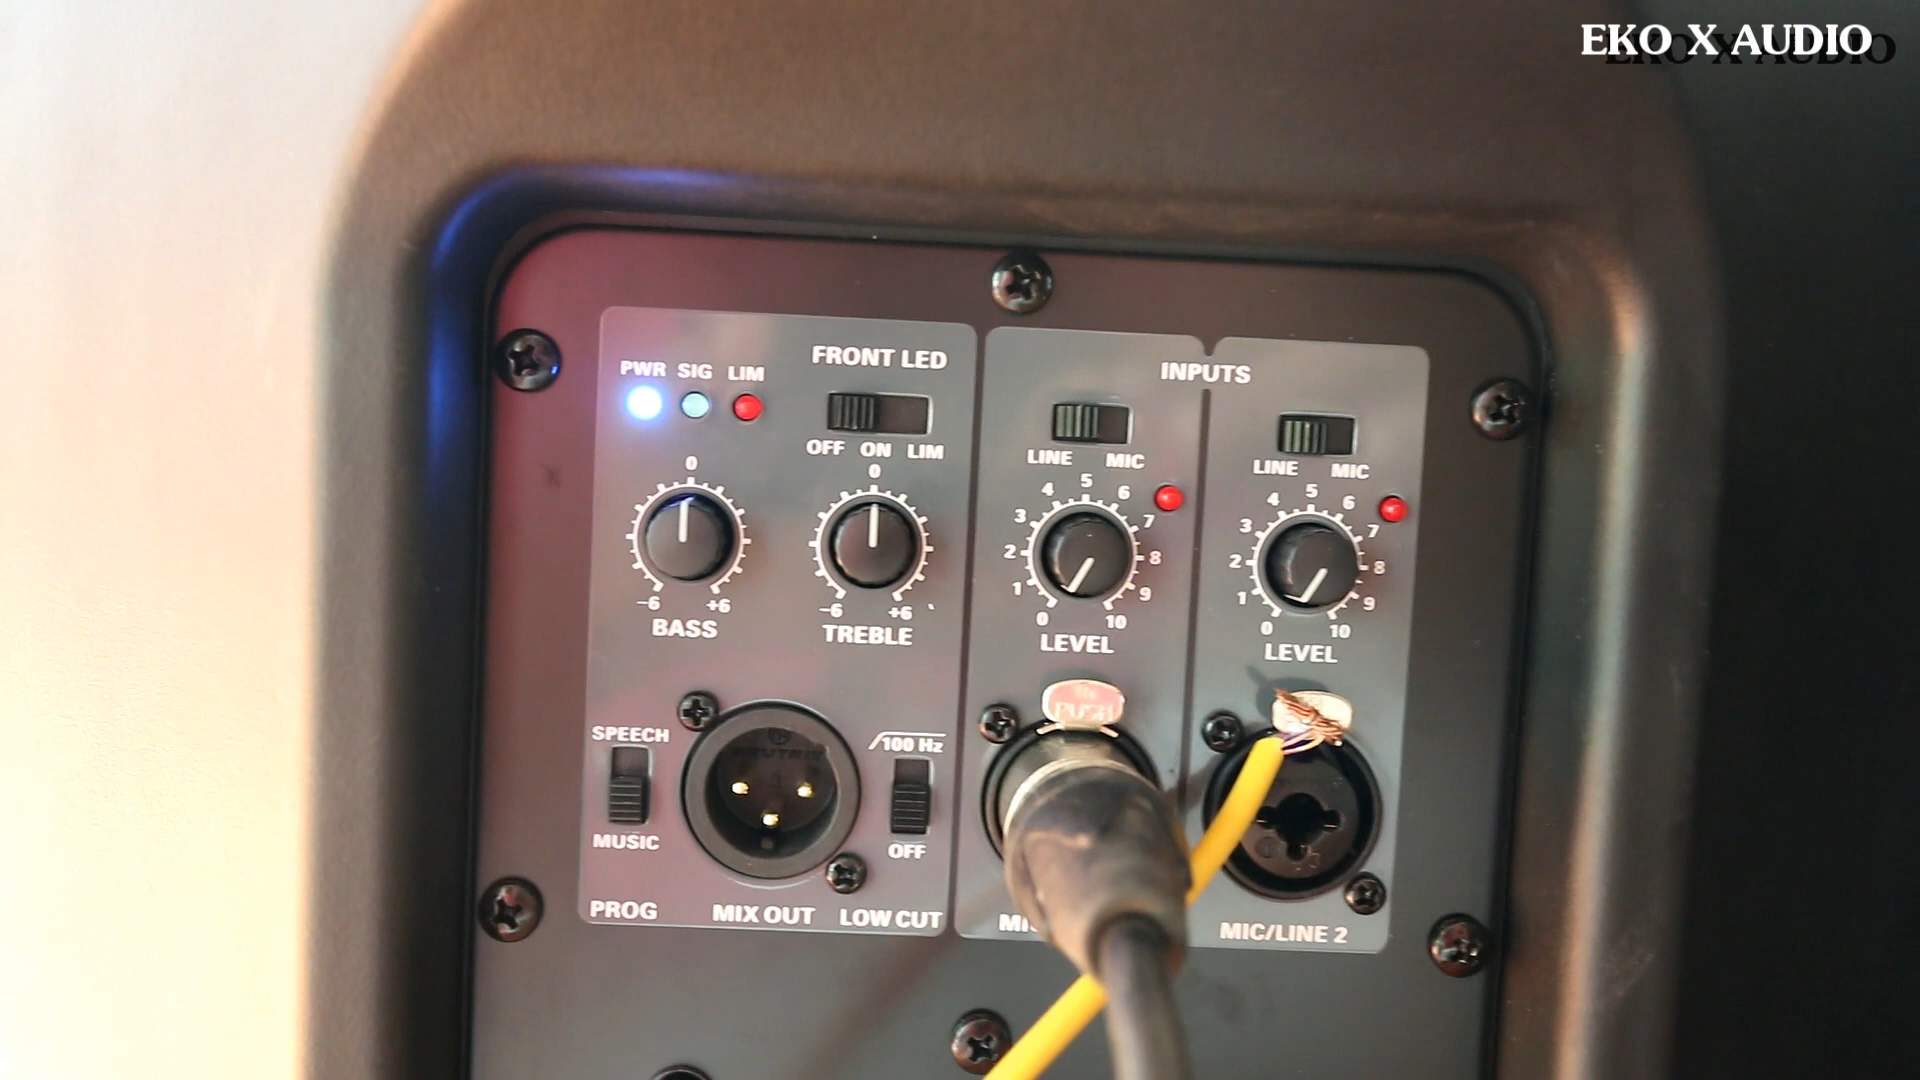 EKO X AUDIO
PWR SIG LIM
FRONT LED
OFF ON LIM
0
-6 +6
BASS
0
-6 +6
TREBLE
SPEECH
MUSIC
PROG
MIX OUT
100 Hz
OFF
LOW CUT
INPUTS
LINE MIC
0 1 2 3 4 5 6 7 8 9 10
LEVEL
PUSH
LINE MIC
0 1 2 3 4 5 6 7 8 9 10
LEVEL
MIC/LINE 2